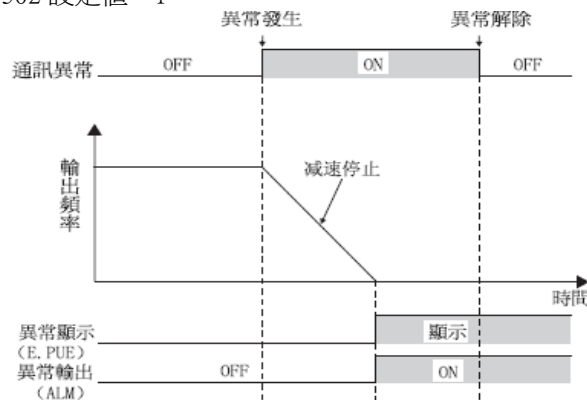 異常發生
異常解除
通訊異常
OFF
ON
OFF
輸出頻率
減速停止
時間
異常顯示
(E.PUE)
顯示
異常輸出
(ALM)
OFF
ON